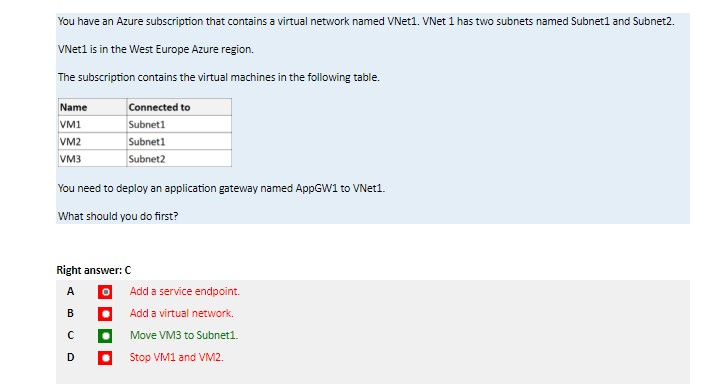 You have an Azure subscription that contains a virtual network named VNet1. VNet 1 has two subnets named Subnet1 and Subnet2.
VNet1 is in the West Europe Azure region.
The subscription contains the virtual machines in the following table.
Name Connected to
VM1 Subnet1
VM2 Subnet1
VM3 Subnet2
You need to deploy an application gateway named AppGW1 to VNet1.
What should you do first?
Right answer: C
A Add a service endpoint.
B Add a virtual network.
C Move VM3 to Subnet1.
D Stop VM1 and VM2.